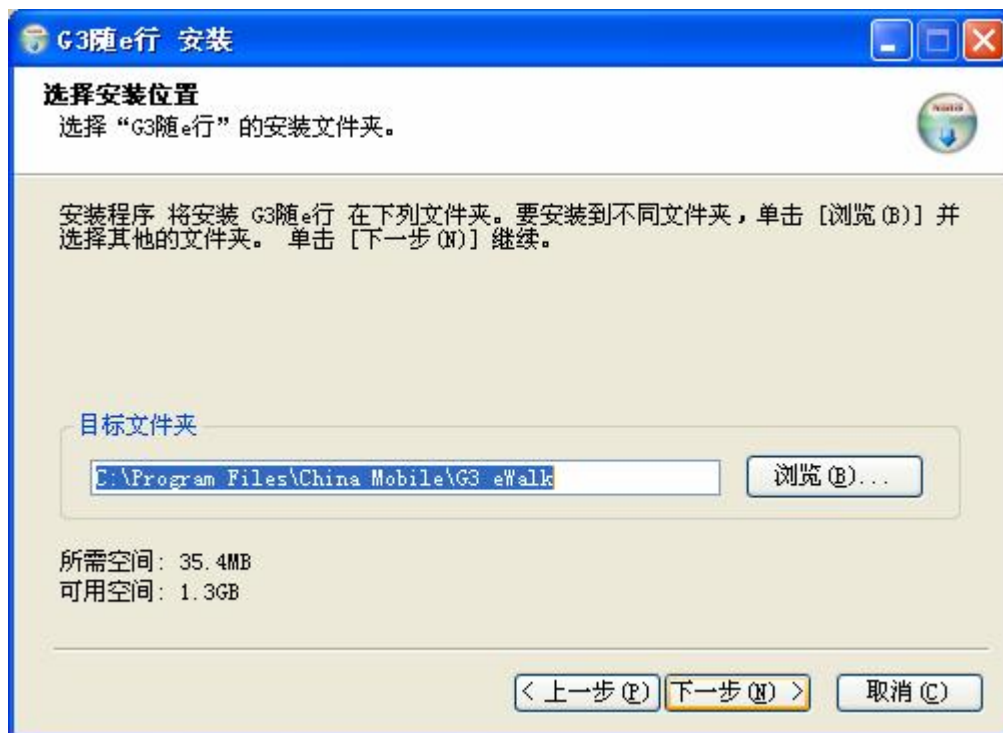 G3随e行 安装
选择安装位置
选择“G3随e行”的安装文件夹。
安装程序 将安装 G3随e行 在下列文件夹。要安装到不同文件夹，单击 [浏览(B)] 并
选择其他的文件夹。 单击 [下一步(N)] 继续。
目标文件夹
C:\Program Files\China Mobile\G3 eWalk
浏览(B)...
所需空间: 35.4MB
可用空间: 1.3GB
< 上一步(P)
下一步(N) >
取消(C)